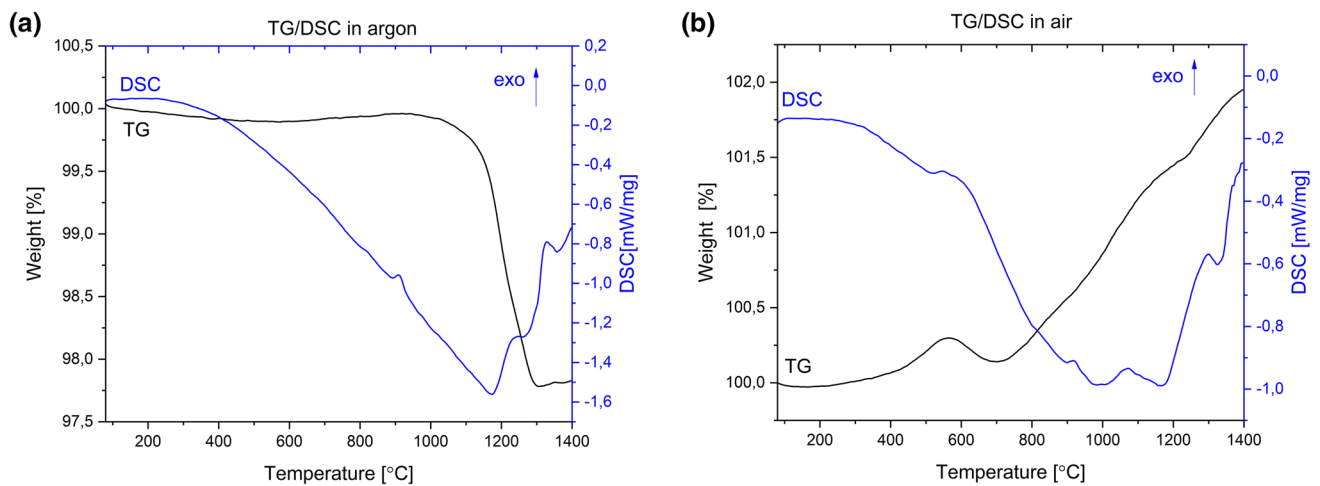 (a)
TG/DSC in argon
100,5
100,0
99,5
99,0
98,5
98,0
97,5
Weight [%]
DSC
TG
exo
0,2
0,0
-0,2
-0,4
-0,6
-0,8
-1,0
-1,2
-1,4
-1,6
DSC[mW/mg]
200 400 600 800 1000 1200 1400
Temperature [°C]
(b)
TG/DSC in air
102,0
101,5
101,0
100,5
100,0
Weight [%]
DSC
TG
exo
0,0
-0,2
-0,4
-0,6
-0,8
-1,0
DSC [mW/mg]
200 400 600 800 1000 1200 1400
Temperature [°C]